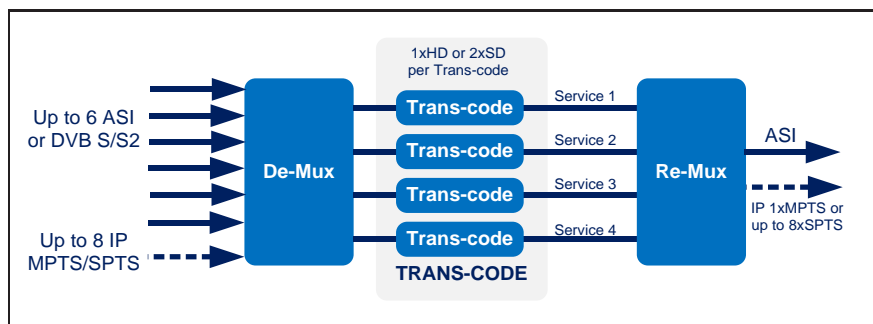 1xHD or 2xSD
per Trans-code
Up to 6 ASI
or DVB S/S2
Up to 8 IP
MPTS/SPTS
De-Mux
Trans-code
Trans-code
Trans-code
Trans-code
TRANS-CODE
Service 1
Service 2
Service 3
Service 4
Re-Mux
ASI
IP 1xMPTS or
up to 8xSPTS